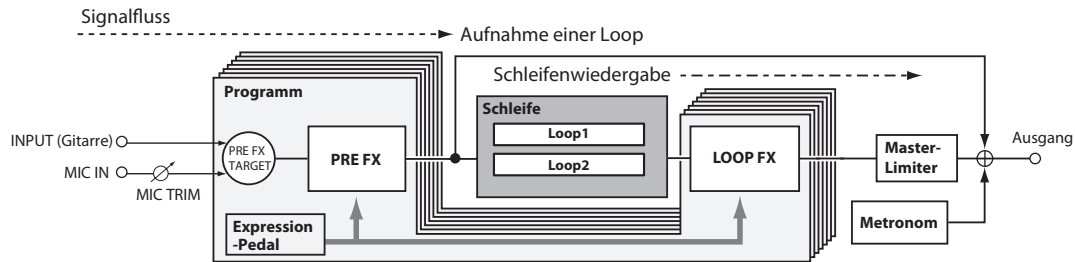 Signalfluss
Aufnahme einer Loop
Schleifenwiedergabe
Programm
Schleife
INPUT (Gitarre)
PRE FX
TARGET
PRE FX
Loop1
Loop2
LOOP FX
Master-
Limiter
Ausgang
MIC IN
MIC TRIM
Expression
-Pedal
Metronom